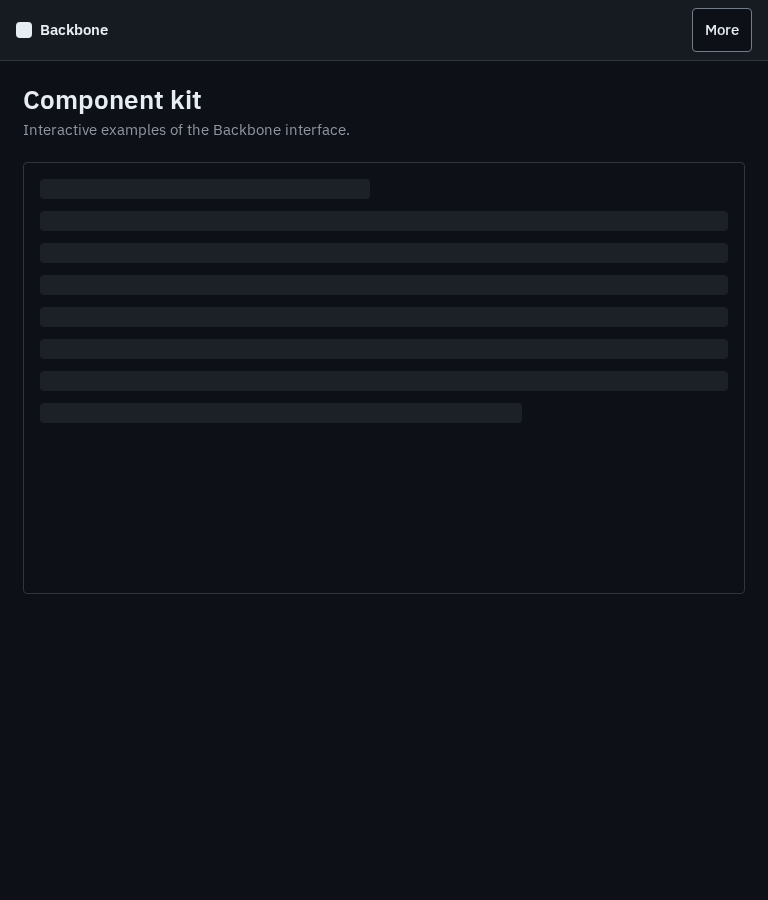 Backbone
More
Component kit
Interactive examples of the Backbone interface.